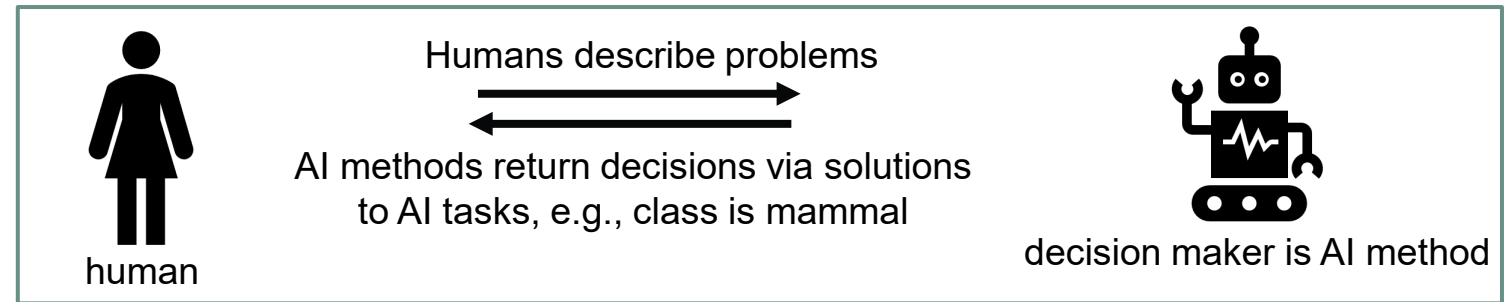 Humans describe problems
AI methods return decisions via solutions
to AI tasks, e.g., class is mammal
human
decision maker is AI method